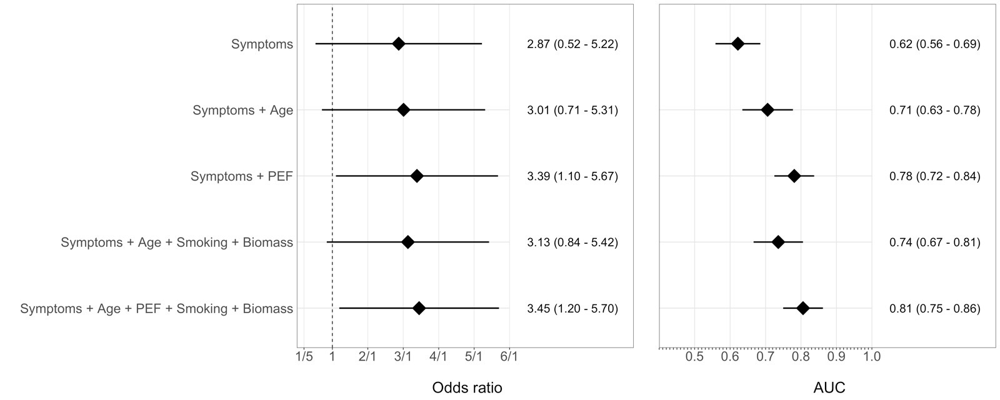 Symptoms 2.87 (0.52 - 5.22) 0.62 (0.56 - 0.69)
Symptoms + Age 3.01 (0.71 - 5.31) 0.71 (0.63 - 0.78)
Symptoms + PEF 3.39 (1.10 - 5.67) 0.78 (0.72 - 0.84)
Symptoms + Age + Smoking + Biomass 3.13 (0.84 - 5.42) 0.74 (0.67 - 0.81)
Symptoms + Age + PEF + Smoking + Biomass 3.45 (1.20 - 5.70) 0.81 (0.75 - 0.86)
1/5 1 2/1 3/1 4/1 5/1 6/1 0.5 0.6 0.7 0.8 0.9 1.0
Odds ratio AUC